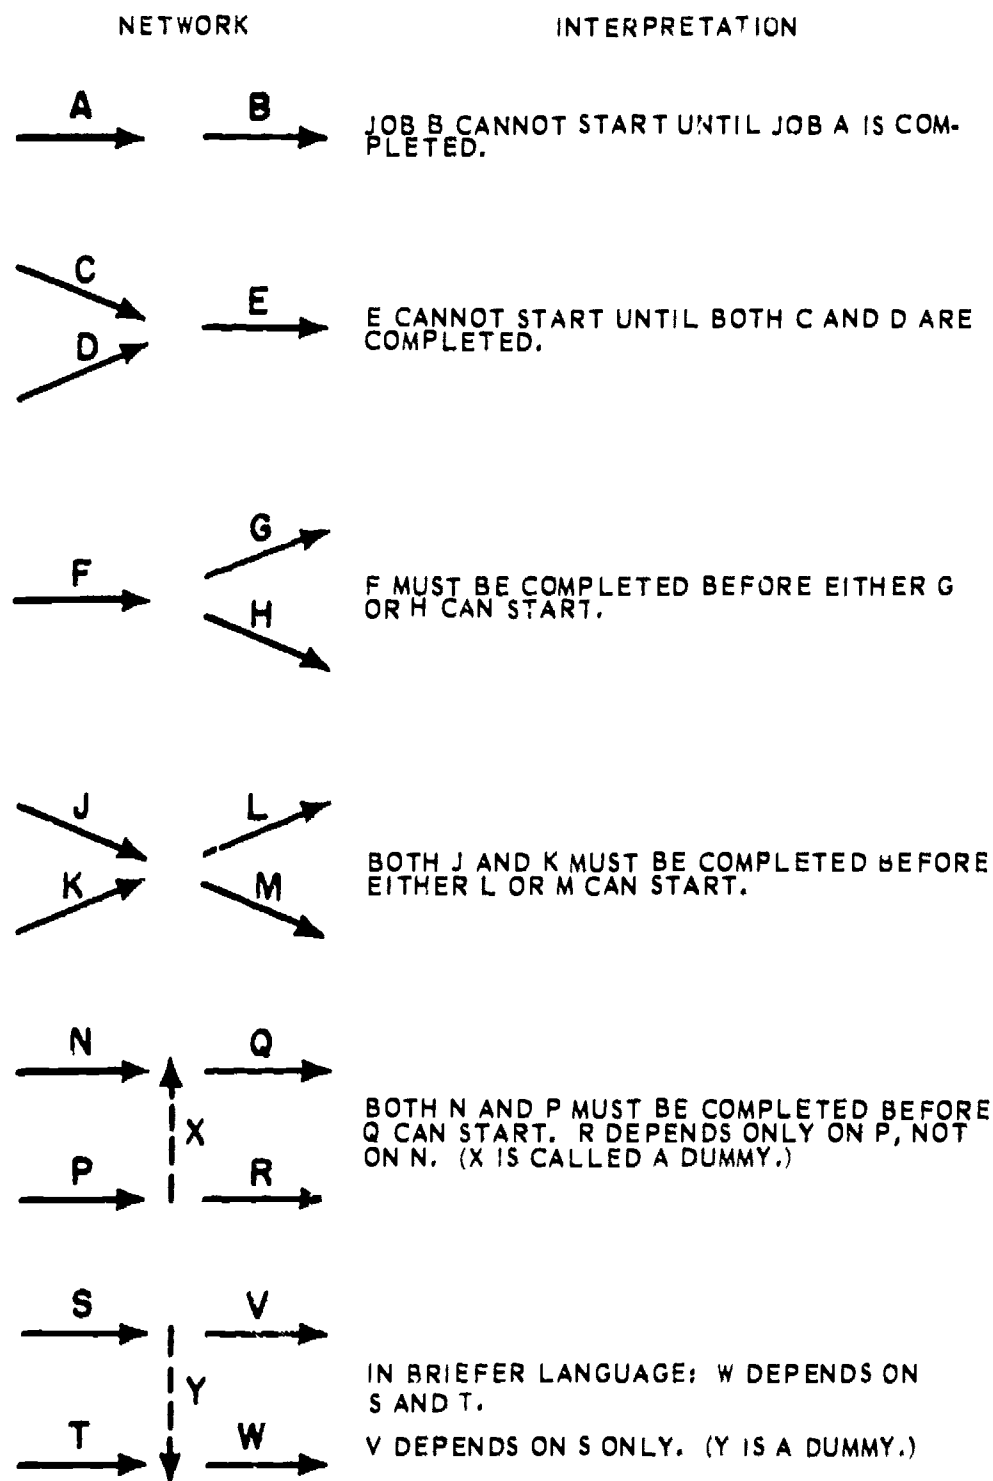 NETWORK INTERPRETATION
A B
JOB B CANNOT START UNTIL JOB A IS COM-
PLETED.
C
E
D
E CANNOT START UNTIL BOTH C AND D ARE
COMPLETED.
G
F
H
F MUST BE COMPLETED BEFORE EITHER G
OR H CAN START.
J L
K M
BOTH J AND K MUST BE COMPLETED BEFORE
EITHER L OR M CAN START.
N Q
X
P R
BOTH N AND P MUST BE COMPLETED BEFORE
Q CAN START. R DEPENDS ONLY ON P, NOT
ON N. (X IS CALLED A DUMMY.)
S V
Y
T W
IN BRIEFER LANGUAGE: W DEPENDS ON
S AND T.
V DEPENDS ON S ONLY. (Y IS A DUMMY.)